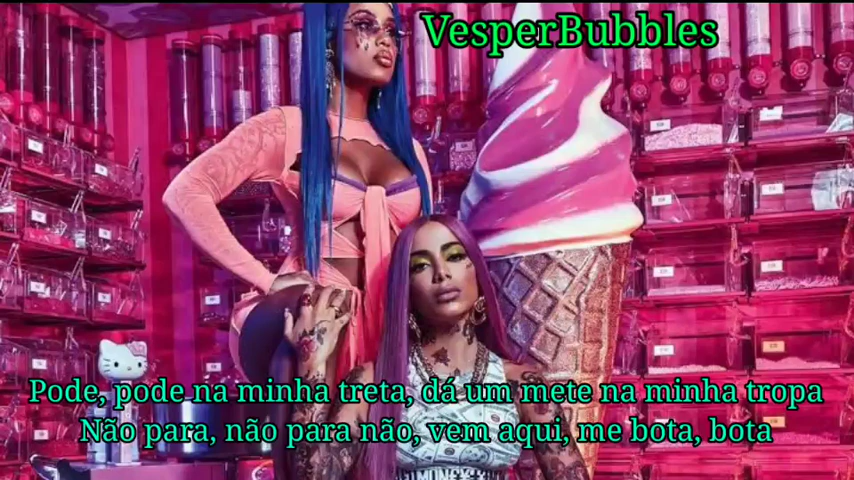 VesperBubbles
Pode, pode na minha treta, dá um mete na minha tropa
Não para, não para não, vem aqui, me bota, bota